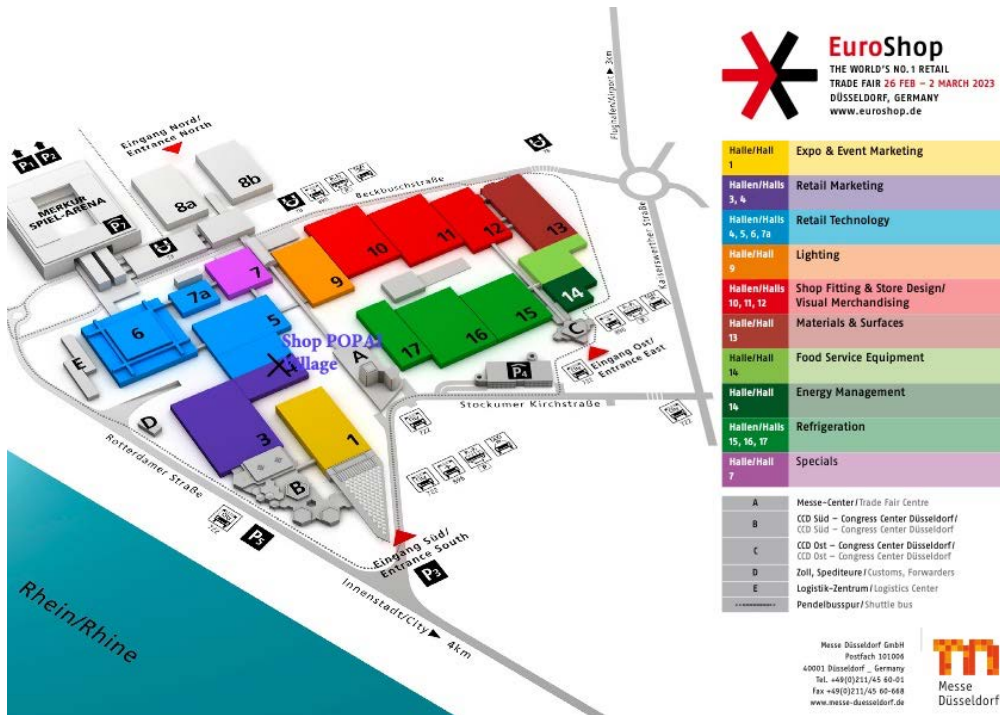 EuroShop
THE WORLD'S NO. 1 RETAIL
TRADE FAIR 26 FEB – 2 MARCH 2023
DÜSSELDORF, GERMANY
www.euroshop.de
Flughafen/Airport ▶ 3km
Eingang Nord/
Entrance North
P1 P2
MERKUR
SPIEL-ARENA
P7
8a
8b
Beckbuschstraße
Kaiserswerther Straße
10
11
12
13
9
7
7a
6
5
14
15
16
17
C
A
E
D
Shop POPAI
Village
Eingang Ost/
Entrance East
P4
Stockumer Kirchstraße
722
3
1
B
Rotterdamer Straße
P5
Eingang Süd/
Entrance South
P3
Innenstadt/City ▶ 4km
Rhein/Rhine
Halle/Hall
1
Expo & Event Marketing
Hallen/Halls
3, 4
Retail Marketing
Hallen/Halls
4, 5, 6, 7a
Retail Technology
Halle/Hall
9
Lighting
Hallen/Halls
10, 11, 12
Shop Fitting & Store Design/
Visual Merchandising
Halle/Hall
13
Materials & Surfaces
Halle/Hall
14
Food Service Equipment
Halle/Hall
14
Energy Management
Hallen/Halls
15, 16, 17
Refrigeration
Halle/Hall
7
Specials
A Messe-Center/Trade Fair Centre
B CCD Süd – Congress Center Düsseldorf/
CCD Süd – Congress Center Düsseldorf
C CCD Ost – Congress Center Düsseldorf/
CCD Ost – Congress Center Düsseldorf
D Zoll, Spediteure/Customs, Forwarders
E Logistik-Zentrum/Logistics Center
Pendelbusspur/Shuttle bus
Messe Düsseldorf GmbH
Postfach 101006
40001 Düsseldorf _ Germany
Tel. +49(0)211/45 60-01
Fax +49(0)211/45 60-668
www.messe-duesseldorf.de
Messe
Düsseldorf